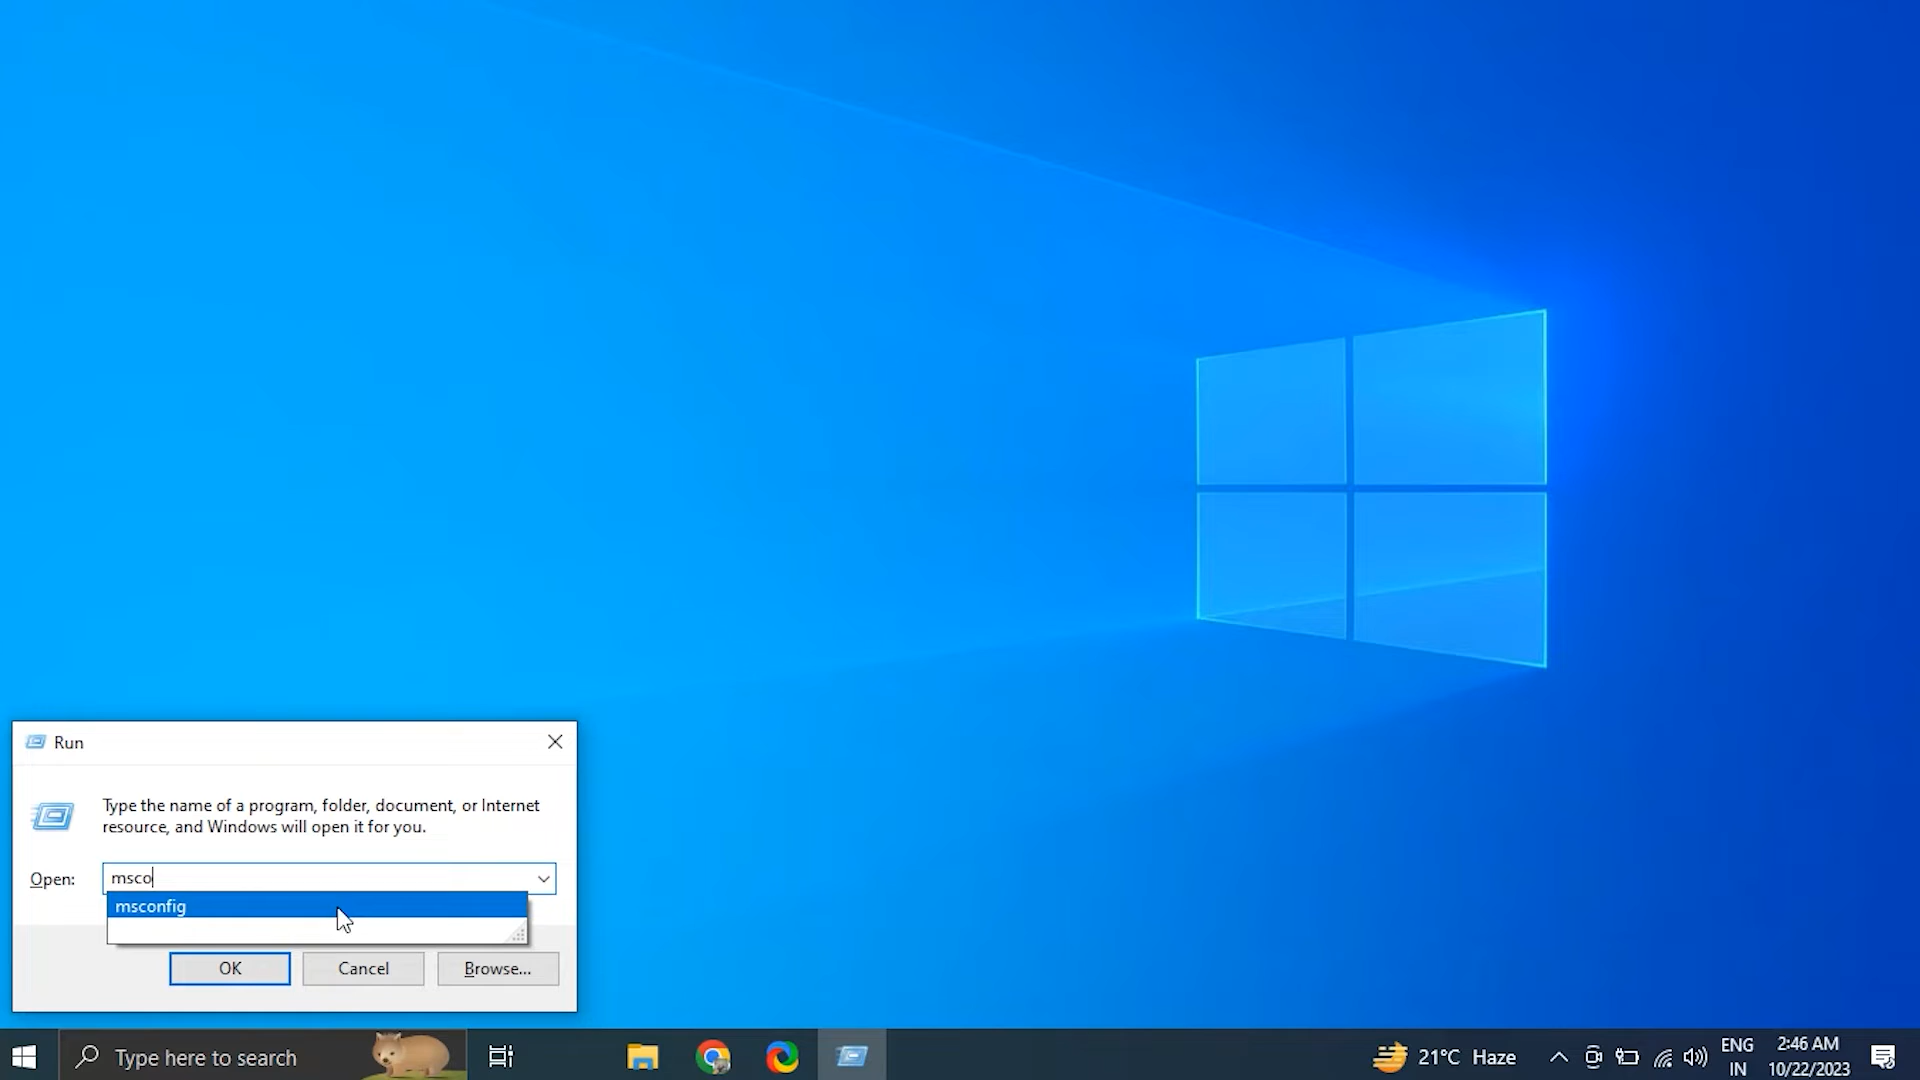 Run
Type the name of a program, folder, document, or Internet
resource, and Windows will open it for you.
Open:
msco
msconfig
OK
Cancel
Browse...
Type here to search
21°C Haze
ENG
IN
2:46 AM
10/22/2023